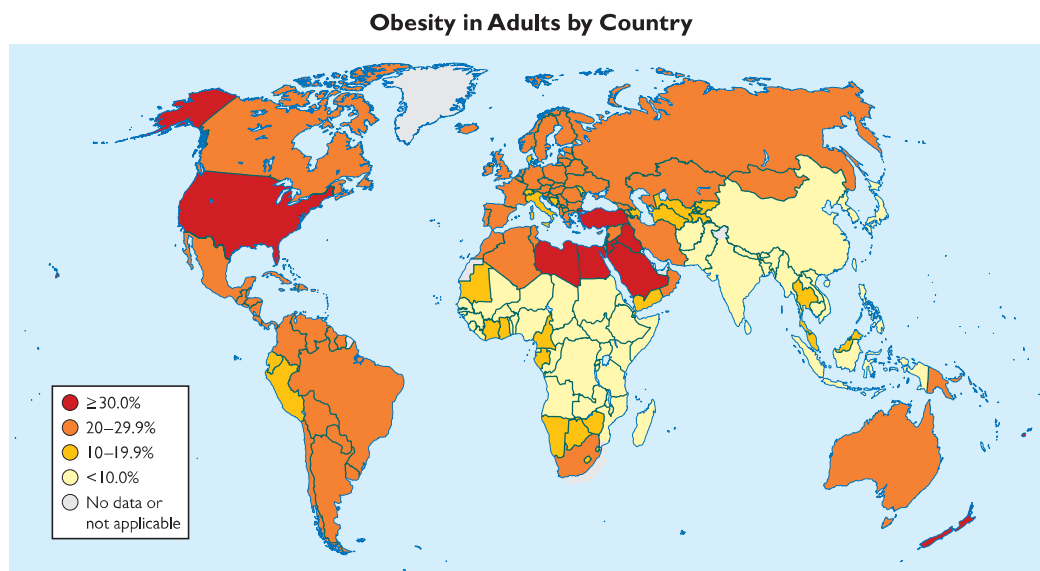 Obesity in Adults by Country
≥30.0%
20–29.9%
10–19.9%
<10.0%
No data or
not applicable